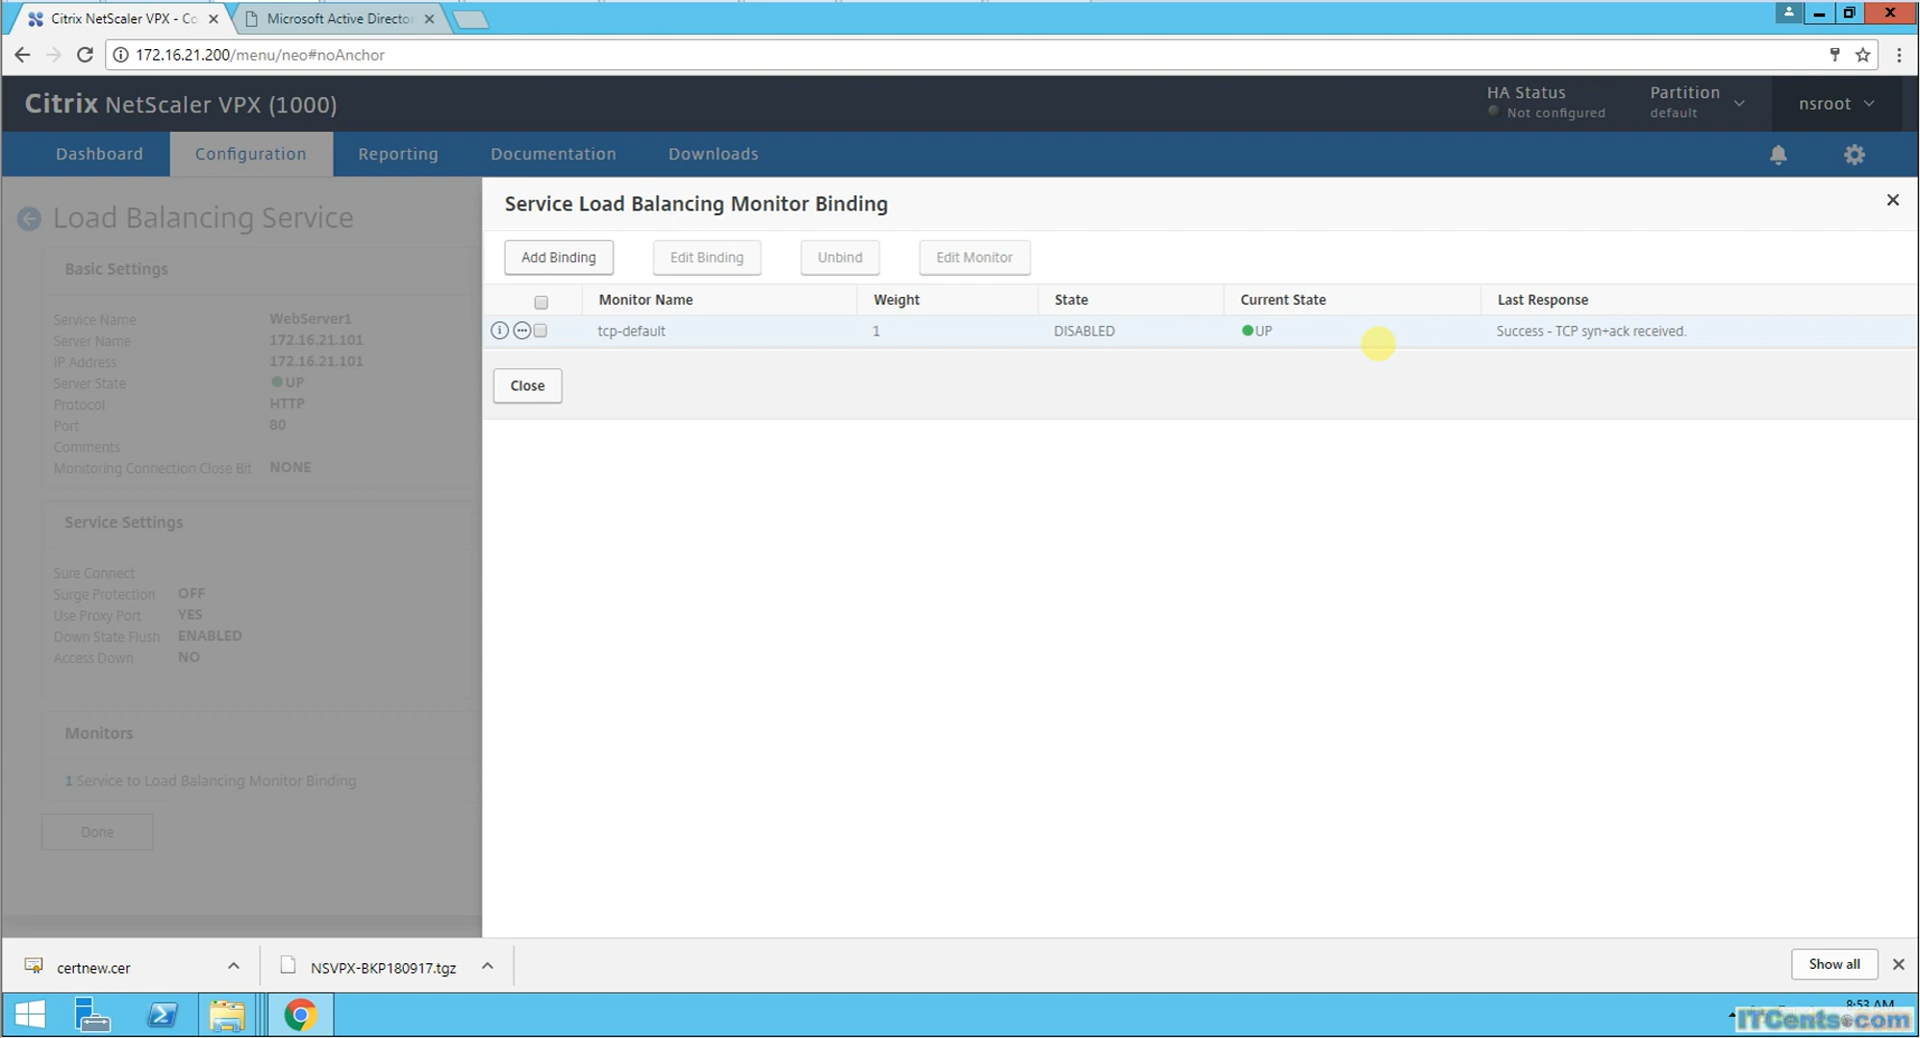 Citrix NetScaler VPX - Co
Microsoft Active Directo
172.16.21.200/menu/neo#noAnchor
Citrix NetScaler VPX (1000)
HA Status
Not configured
Partition
default
nsroot
Dashboard
Configuration
Reporting
Documentation
Downloads
Load Balancing Service
Basic Settings
Service Name WebServer1
Server Name 172.16.21.101
IP Address 172.16.21.101
Server State UP
Protocol HTTP
Port 80
Comments
Monitoring Connection Close Bit NONE
Service Settings
Sure Connect
Surge Protection OFF
Use Proxy Port YES
Down State Flush ENABLED
Access Down NO
Monitors
1 Service to Load Balancing Monitor Binding
Done
Service Load Balancing Monitor Binding
Add Binding
Edit Binding
Unbind
Edit Monitor
Monitor Name Weight State Current State Last Response
tcp-default 1 DISABLED UP Success - TCP syn+ack received.
Close
certnew.cer
NSVPX-BKP180917.tgz
Show all
8:53 AM
ITCents.com